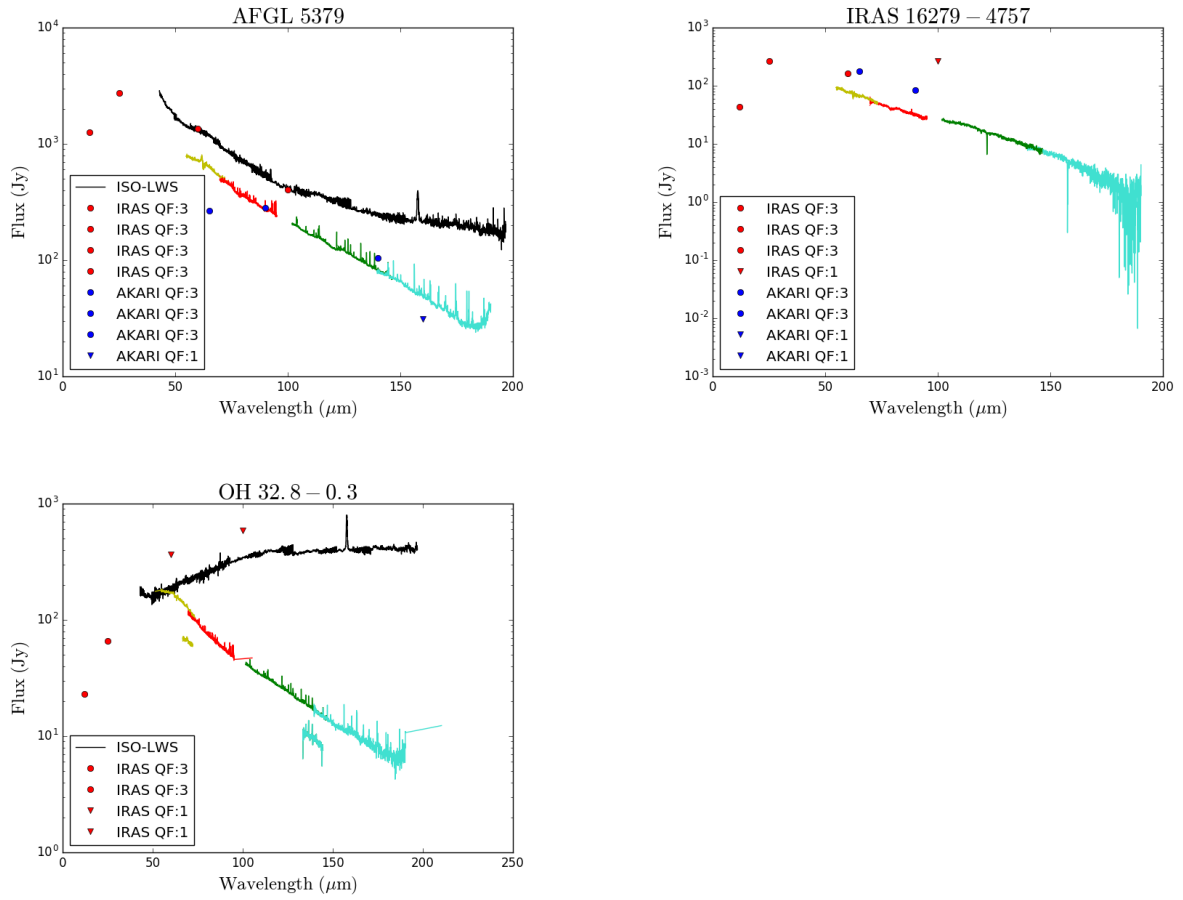 AFGL 5379
10^4
10^3
10^2
10^1
Flux (Jy)
ISO-LWS
IRAS QF:3
IRAS QF:3
IRAS QF:3
IRAS QF:3
AKARI QF:3
AKARI QF:3
AKARI QF:3
AKARI QF:1
0 50 100 150 200
Wavelength (μm)
IRAS 16279 − 4757
10^3
10^2
10^1
10^0
10^-1
10^-2
10^-3
Flux (Jy)
IRAS QF:3
IRAS QF:3
IRAS QF:3
IRAS QF:1
AKARI QF:3
AKARI QF:3
AKARI QF:1
AKARI QF:1
0 50 100 150 200
Wavelength (μm)
OH 32.8 − 0.3
10^3
10^2
10^1
10^0
Flux (Jy)
ISO-LWS
IRAS QF:3
IRAS QF:3
IRAS QF:1
IRAS QF:1
0 50 100 150 200 250
Wavelength (μm)